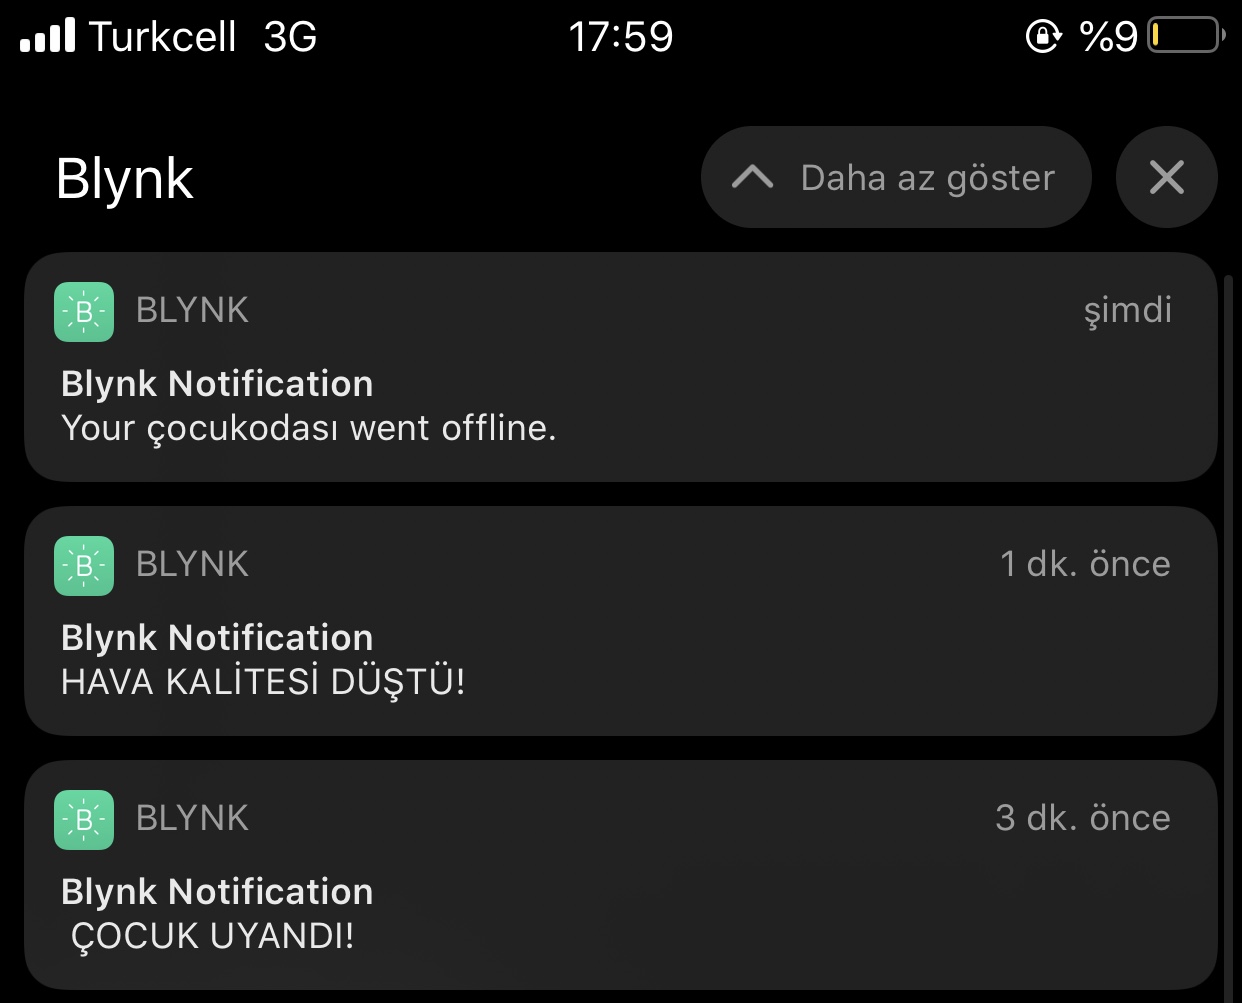 Turkcell 3G 17:59 %9
Blynk Daha az göster
BLYNK şimdi
Blynk Notification
Your çocukodası went offline.
BLYNK 1 dk. önce
Blynk Notification
HAVA KALİTESİ DÜŞTÜ!
BLYNK 3 dk. önce
Blynk Notification
ÇOCUK UYANDI!